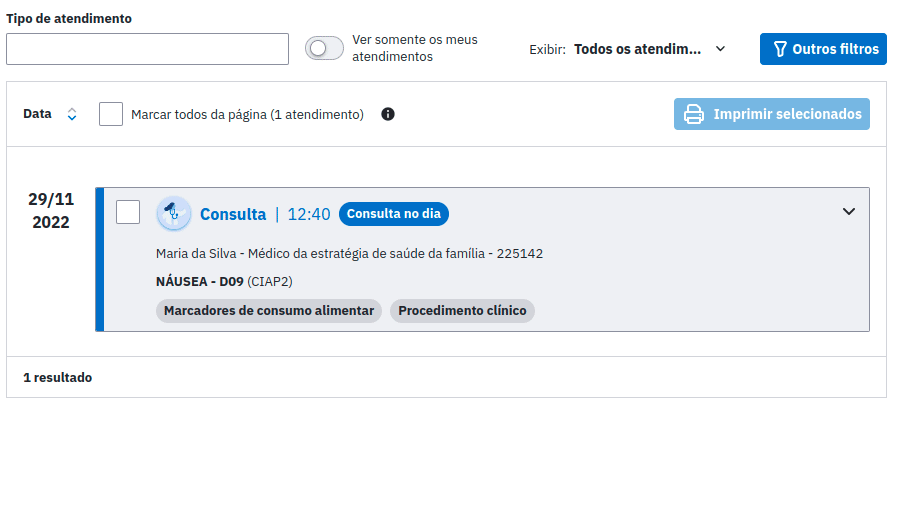 Tipo de atendimento
Ver somente os meus
atendimentos
Exibir: Todos os atendim...
Outros filtros
Data
Marcar todos da página (1 atendimento)
Imprimir selecionados
29/11
2022
Consulta | 12:40 Consulta no dia
Maria da Silva - Médico da estratégia de saúde da família - 225142
NÁUSEA - D09 (CIAP2)
Marcadores de consumo alimentar Procedimento clínico
1 resultado